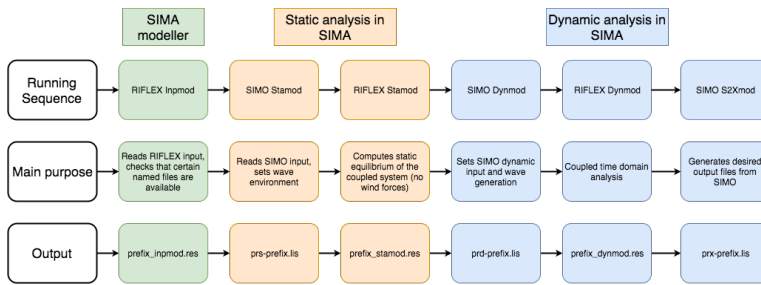 SIMA
modeller
Static analysis in
SIMA
Dynamic analysis in
SIMA
Running
Sequence
RIFLEX Inpmod
SIMO Stamod
RIFLEX Stamod
SIMO Dynmod
RIFLEX Dynmod
SIMO S2Xmod
Main purpose
Reads RIFLEX input,
checks that certain
named files are
available
Reads SIMO input,
sets wave
environment
Computes static
equilibrium of the
coupled system (no
wind forces)
Sets SIMO dynamic
input and wave
generation
Coupled time domain
analysis
Generates desired
output files from
SIMO
Output
prefix_inpmod.res
prs-prefix.lis
prefix_stamod.res
prd-prefix.lis
prefix_dynmod.res
prx-prefix.lis